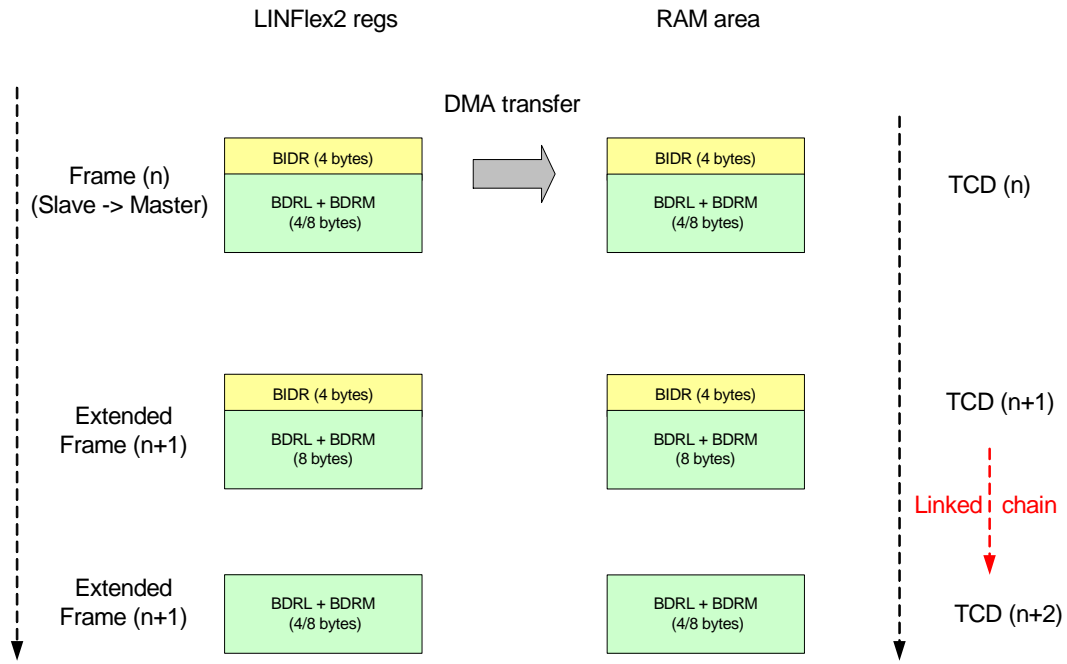 LINFlex2 regs
RAM area
DMA transfer
Frame (n)
(Slave -> Master)
BIDR (4 bytes)
BDRL + BDRM
(4/8 bytes)
BIDR (4 bytes)
BDRL + BDRM
(4/8 bytes)
TCD (n)
Extended
Frame (n+1)
BIDR (4 bytes)
BDRL + BDRM
(8 bytes)
BIDR (4 bytes)
BDRL + BDRM
(8 bytes)
TCD (n+1)
Linked chain
Extended
Frame (n+1)
BDRL + BDRM
(4/8 bytes)
BDRL + BDRM
(4/8 bytes)
TCD (n+2)